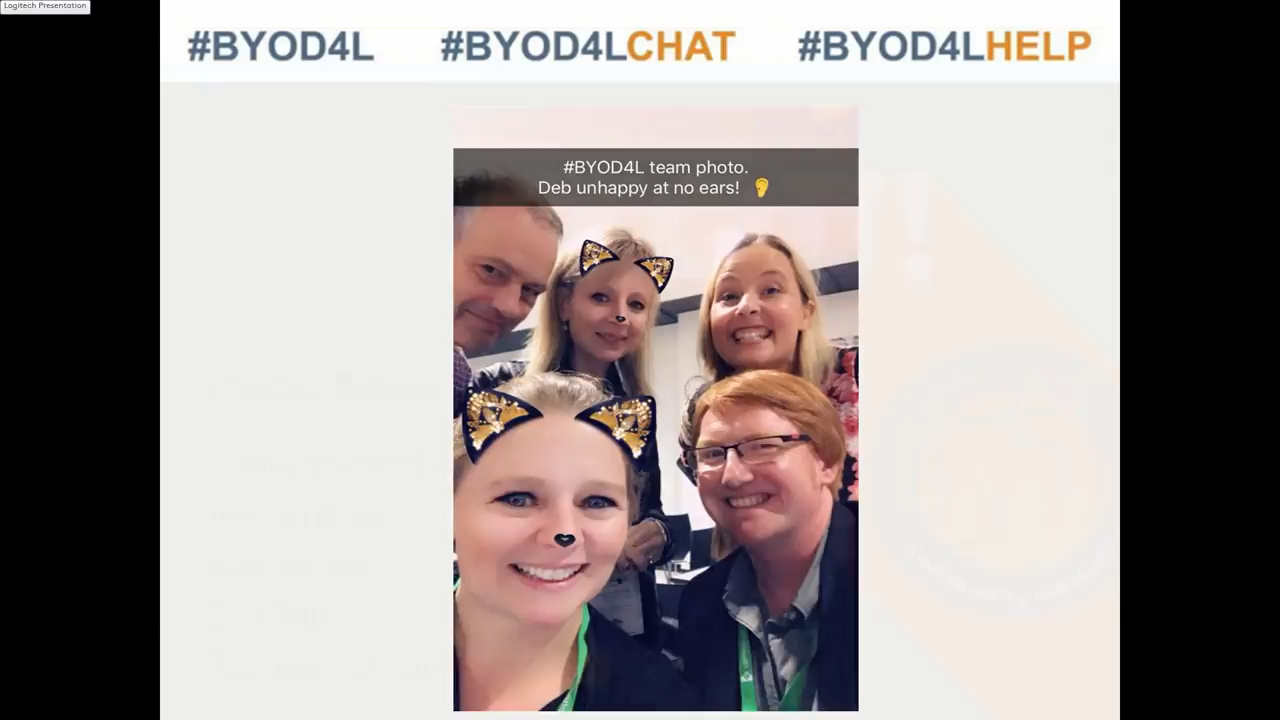 Logitech Presentation
#BYOD4L #BYOD4LCHAT #BYOD4LHELP
#BYOD4L team photo.
Deb unhappy at no ears! 👂